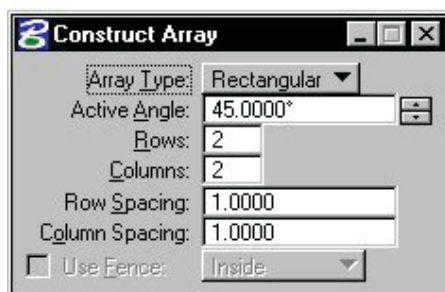 Construct Array
Array Type: Rectangular
Active Angle: 45.0000°
Rows: 2
Columns: 2
Row Spacing: 1.0000
Column Spacing: 1.0000
Use Fence: Inside